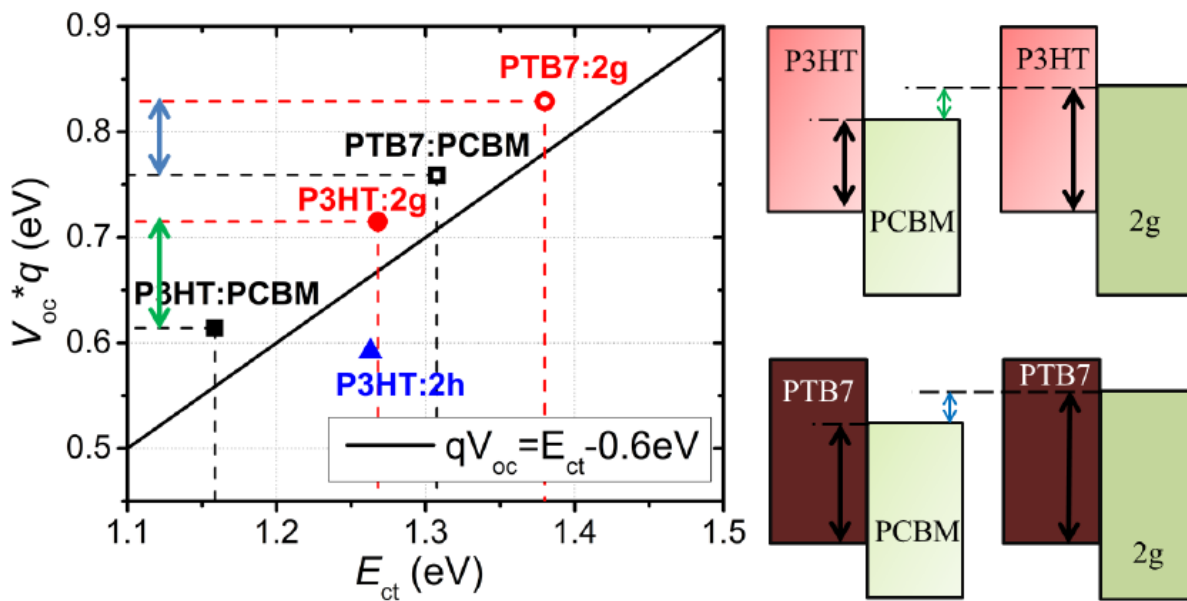 0.9
0.8
0.7
0.6
0.5
V_oc*q (eV)
PTB7:2g
PTB7:PCBM
P3HT:2g
P3HT:PCBM
P3HT:2h
qV_oc=E_ct-0.6eV
1.1 1.2 1.3 1.4 1.5
E_ct (eV)
P3HT
PCBM
P3HT
2g
PTB7
PCBM
PTB7
2g